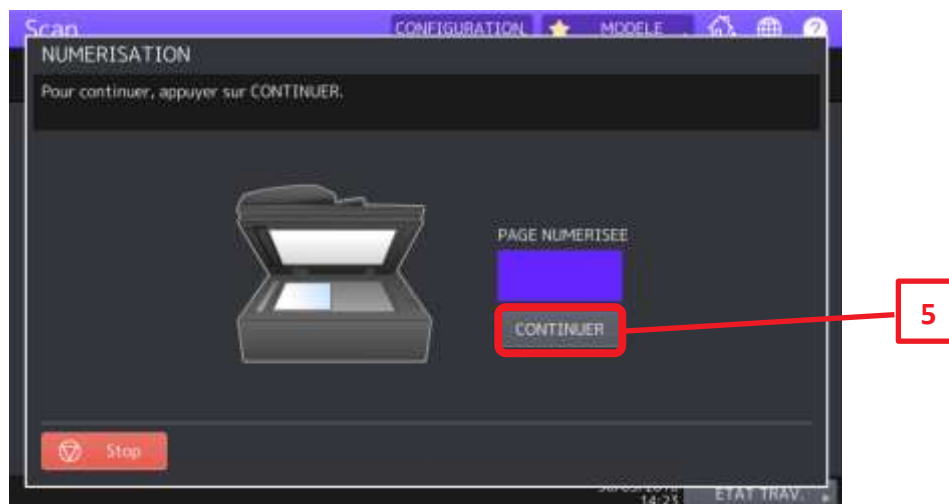 Scan CONFIGURATION MODELE ?
NUMERISATION
Pour continuer, appuyer sur CONTINUER.
PAGE NUMERISEE
CONTINUER
5
Stop
14:23 ETAT TRAV.